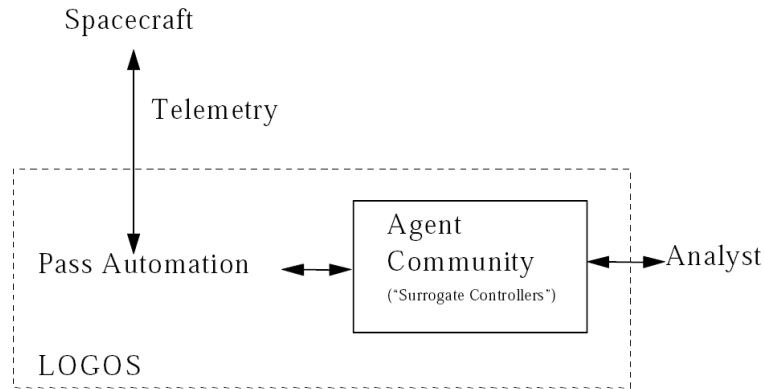 Spacecraft
Telemetry
Agent
Community
("Surrogate Controllers")
Pass Automation
Analyst
LOGOS